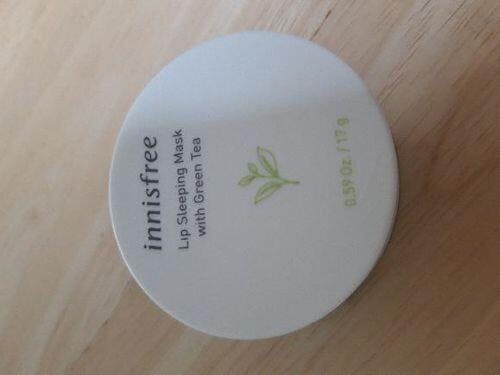 innisfree
Lip Sleeping Mask
with Green Tea
0.59 Oz. / 17 g